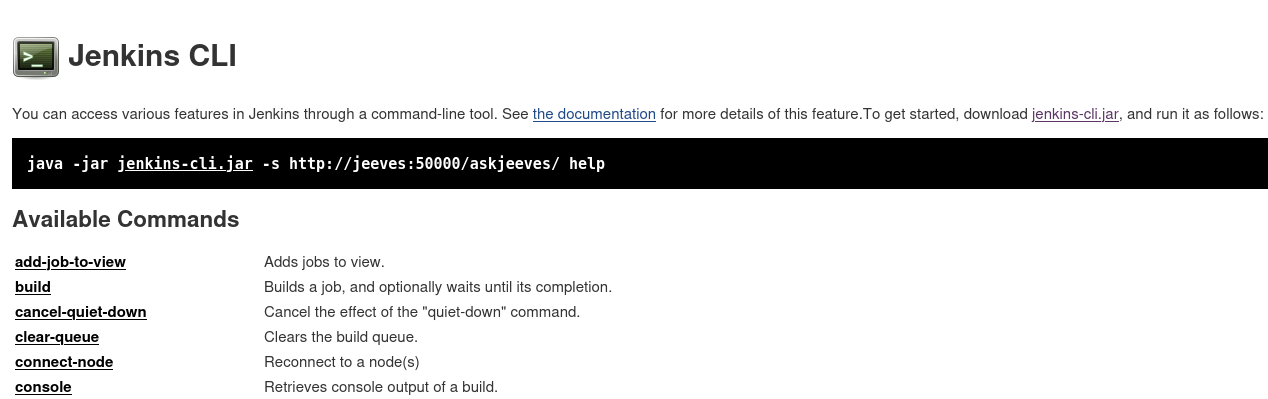 >_ Jenkins CLI
You can access various features in Jenkins through a command-line tool. See the documentation for more details of this feature.To get started, download jenkins-cli.jar, and run it as follows:
java -jar jenkins-cli.jar -s http://jeeves:50000/askjeeves/ help
Available Commands
add-job-to-view Adds jobs to view.
build Builds a job, and optionally waits until its completion.
cancel-quiet-down Cancel the effect of the "quiet-down" command.
clear-queue Clears the build queue.
connect-node Reconnect to a node(s)
console Retrieves console output of a build.